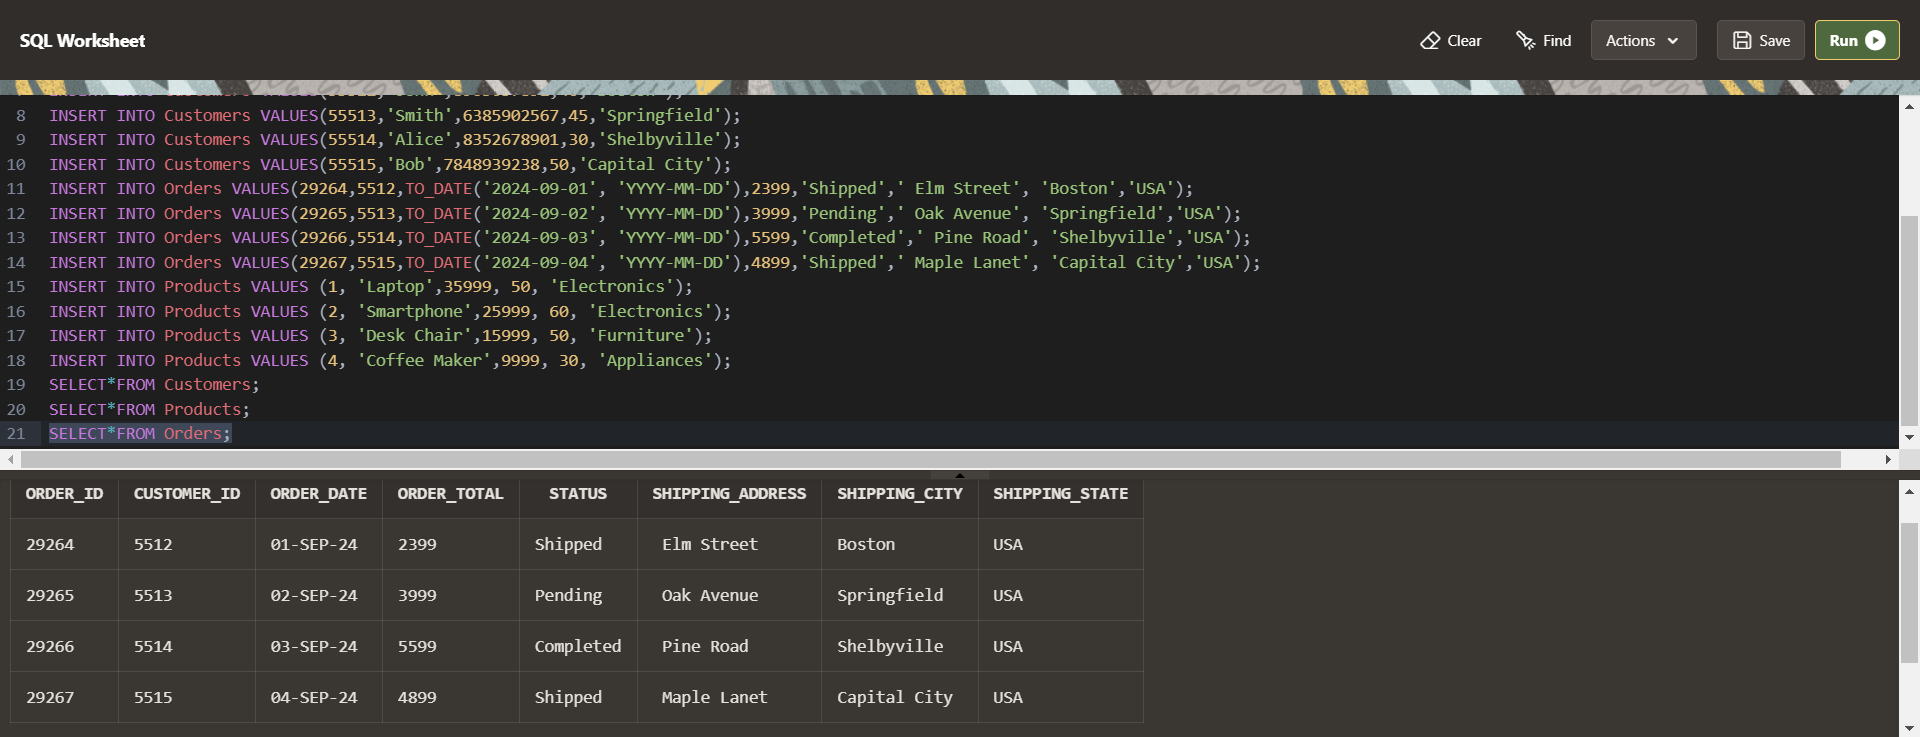 SQL Worksheet
Clear
Find
Actions
Save
Run
8 INSERT INTO Customers VALUES(55513,'Smith',6385902567,45,'Springfield');
9 INSERT INTO Customers VALUES(55514,'Alice',8352678901,30,'Shelbyville');
10 INSERT INTO Customers VALUES(55515,'Bob',7848939238,50,'Capital City');
11 INSERT INTO Orders VALUES(29264,5512,TO_DATE('2024-09-01', 'YYYY-MM-DD'),2399,'Shipped',' Elm Street', 'Boston','USA');
12 INSERT INTO Orders VALUES(29265,5513,TO_DATE('2024-09-02', 'YYYY-MM-DD'),3999,'Pending',' Oak Avenue', 'Springfield','USA');
13 INSERT INTO Orders VALUES(29266,5514,TO_DATE('2024-09-03', 'YYYY-MM-DD'),5599,'Completed',' Pine Road', 'Shelbyville','USA');
14 INSERT INTO Orders VALUES(29267,5515,TO_DATE('2024-09-04', 'YYYY-MM-DD'),4899,'Shipped',' Maple Lanet', 'Capital City','USA');
15 INSERT INTO Products VALUES (1, 'Laptop',35999, 50, 'Electronics');
16 INSERT INTO Products VALUES (2, 'Smartphone',25999, 60, 'Electronics');
17 INSERT INTO Products VALUES (3, 'Desk Chair',15999, 50, 'Furniture');
18 INSERT INTO Products VALUES (4, 'Coffee Maker',9999, 30, 'Appliances');
19 SELECT*FROM Customers;
20 SELECT*FROM Products;
21 SELECT*FROM Orders;
ORDER_ID CUSTOMER_ID ORDER_DATE ORDER_TOTAL STATUS SHIPPING_ADDRESS SHIPPING_CITY SHIPPING_STATE
29264 5512 01-SEP-24 2399 Shipped Elm Street Boston USA
29265 5513 02-SEP-24 3999 Pending Oak Avenue Springfield USA
29266 5514 03-SEP-24 5599 Completed Pine Road Shelbyville USA
29267 5515 04-SEP-24 4899 Shipped Maple Lanet Capital City USA